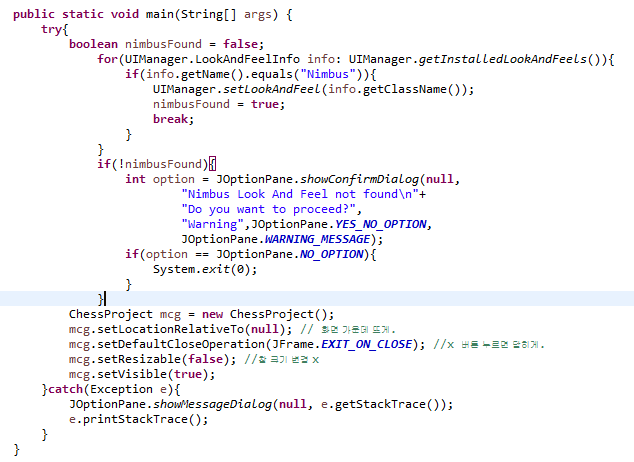 public static void main(String[] args) {
    try{
        boolean nimbusFound = false;
            for(UIManager.LookAndFeelInfo info: UIManager.getInstalledLookAndFeels()){
                if(info.getName().equals("Nimbus")){
                    UIManager.setLookAndFeel(info.getClassName());
                    nimbusFound = true;
                    break;
                }
            }
            if(!nimbusFound){
                int option = JOptionPane.showConfirmDialog(null,
                        "Nimbus Look And Feel not found\n"+
                        "Do you want to proceed?",
                        "Warning",JOptionPane.YES_NO_OPTION,
                        JOptionPane.WARNING_MESSAGE);
                if(option == JOptionPane.NO_OPTION){
                    System.exit(0);
                }
            }
        ChessProject mcg = new ChessProject();
        mcg.setLocationRelativeTo(null); // 화면 가운데 뜨게.
        mcg.setDefaultCloseOperation(JFrame.EXIT_ON_CLOSE); //x 버튼 누르면 닫히게.
        mcg.setResizable(false); //창 크기 변경 x
        mcg.setVisible(true);
    }catch(Exception e){
        JOptionPane.showMessageDialog(null, e.getStackTrace());
        e.printStackTrace();
    }
}